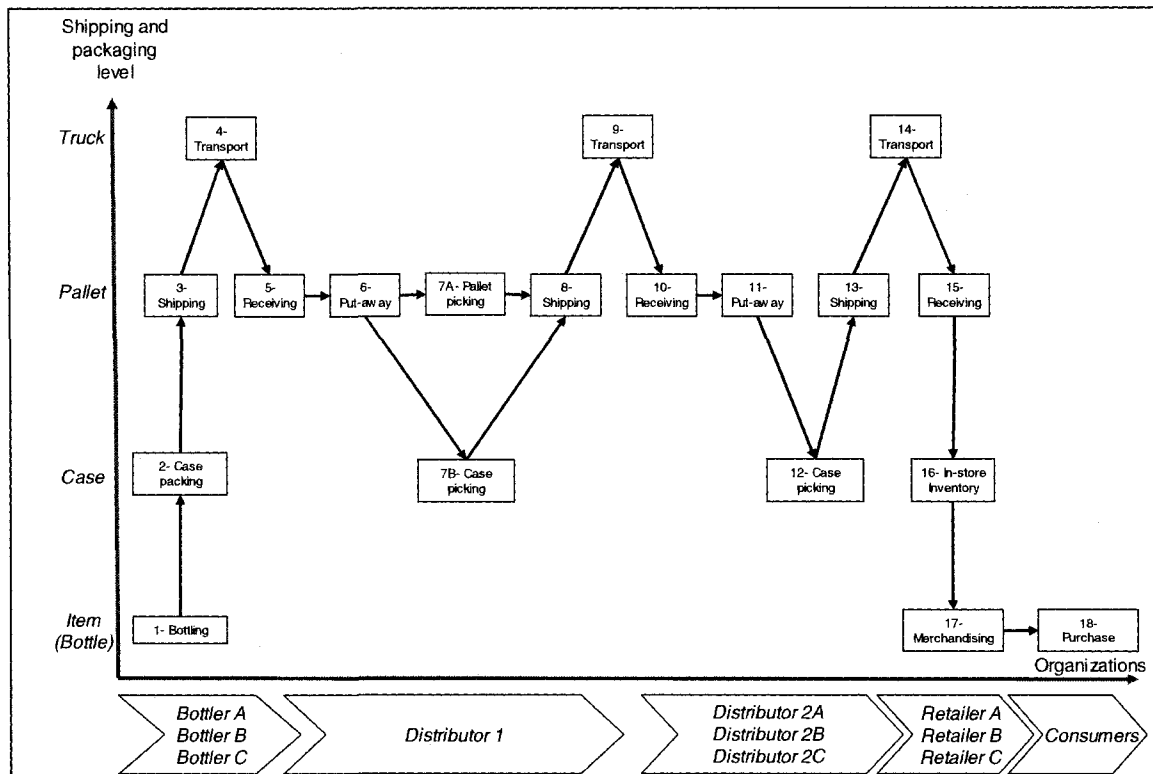 Shipping and
packaging
level
Truck
4-
Transport
9-
Transport
14-
Transport
Pallet
3-
Shipping
5-
Receiving
6-
Put-away
7A- Pallet
picking
8-
Shipping
10-
Receiving
11-
Put-away
13-
Shipping
15-
Receiving
Case
2- Case
packing
7B- Case
picking
12- Case
picking
16- In-store
Inventory
Item
(Bottle)
1- Bottling
17-
Merchandising
18-
Purchase
Organizations
Bottler A
Bottler B
Bottler C
Distributor 1
Distributor 2A
Distributor 2B
Distributor 2C
Retailer A
Retailer B
Retailer C
Consumers